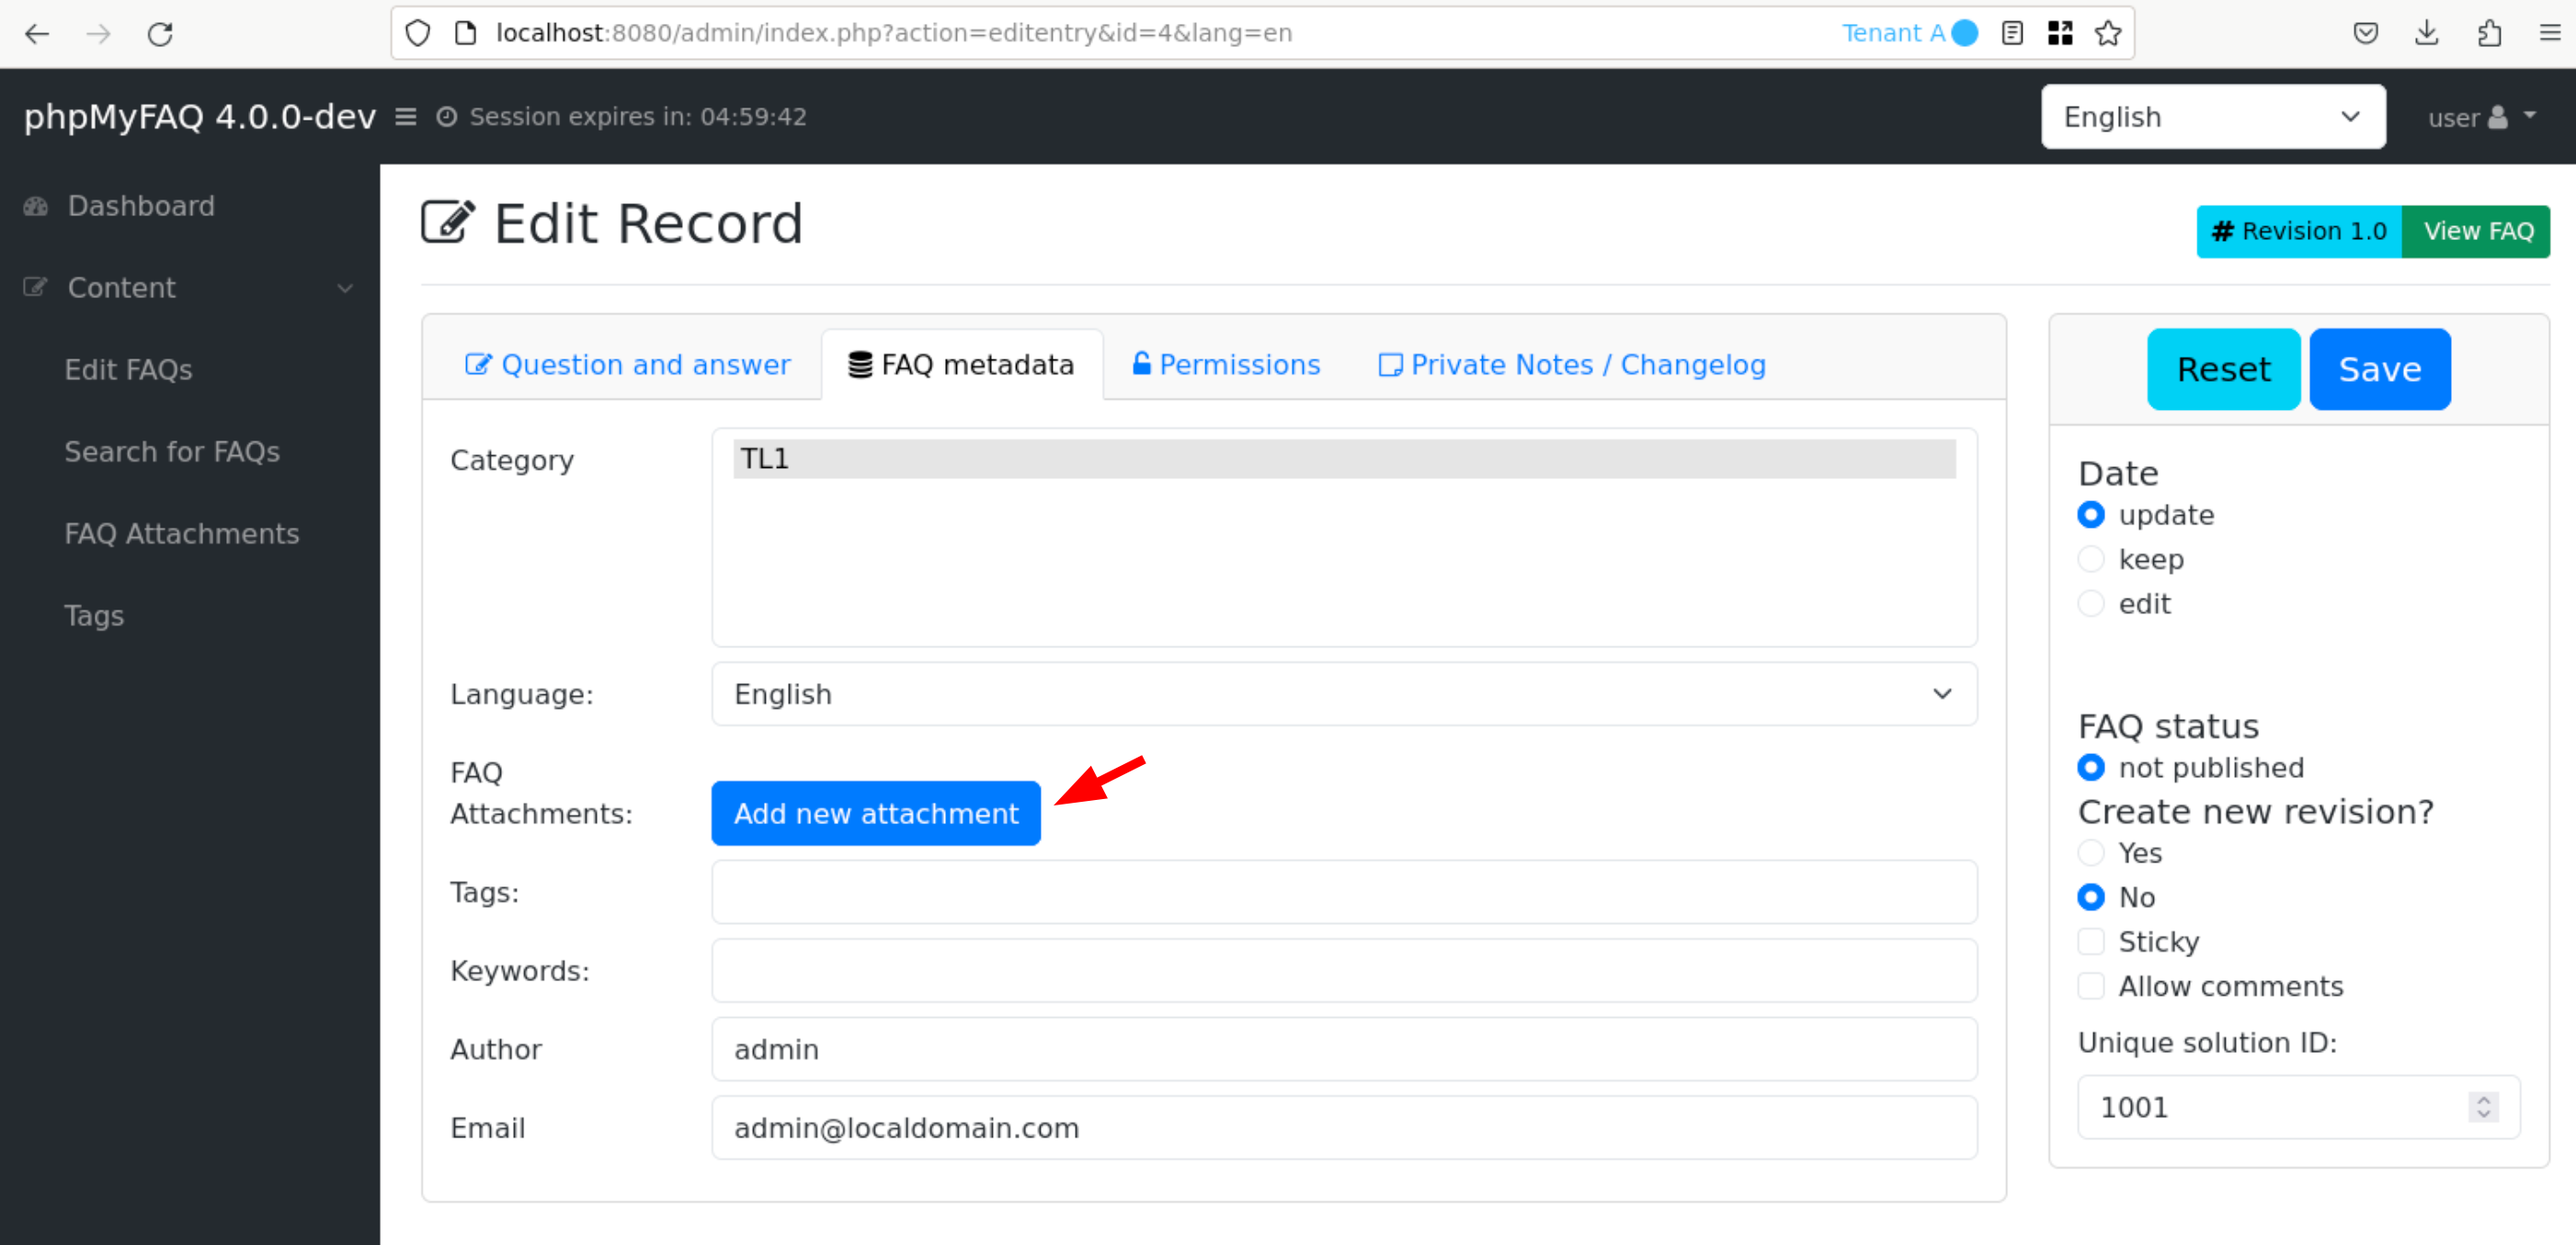 localhost:8080/admin/index.php?action=editentry&id=4&lang=en
Tenant A
phpMyFAQ 4.0.0-dev
Session expires in: 04:59:42
English
user
Dashboard
Content
Edit FAQs
Search for FAQs
FAQ Attachments
Tags
Edit Record
# Revision 1.0
View FAQ
Question and answer
FAQ metadata
Permissions
Private Notes / Changelog
Category
TL1
Language:
English
FAQ
Attachments:
Add new attachment
Tags:
Keywords:
Author
admin
Email
admin@localdomain.com
Reset
Save
Date
update
keep
edit
FAQ status
not published
Create new revision?
Yes
No
Sticky
Allow comments
Unique solution ID:
1001